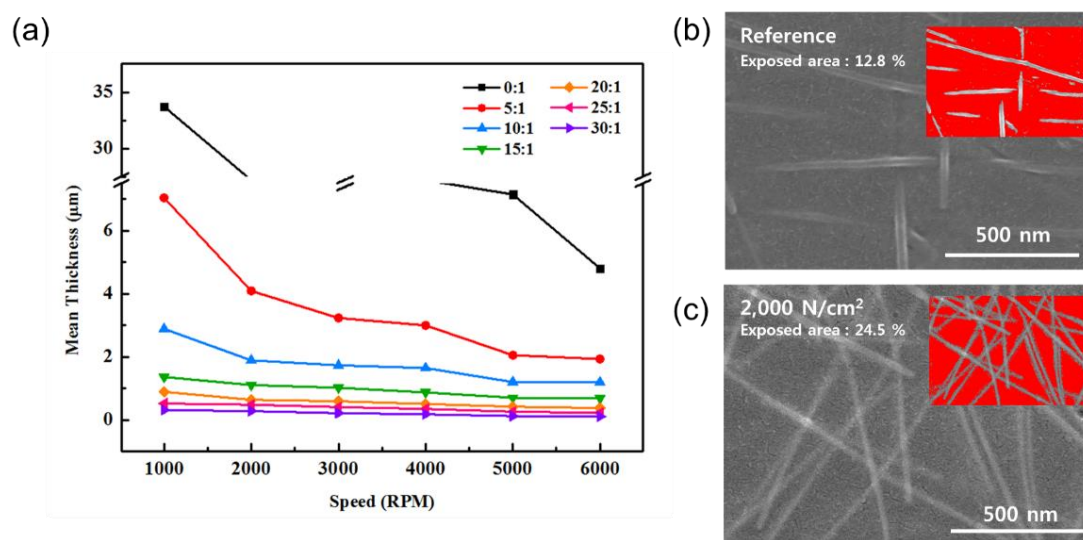 (a)
35
30
6
4
2
0
Mean Thickness (μm)
0:1 20:1
5:1 25:1
10:1 30:1
15:1
1000 2000 3000 4000 5000 6000
Speed (RPM)
(b)
Reference
Exposed area : 12.8 %
500 nm
(c)
2,000 N/cm²
Exposed area : 24.5 %
500 nm